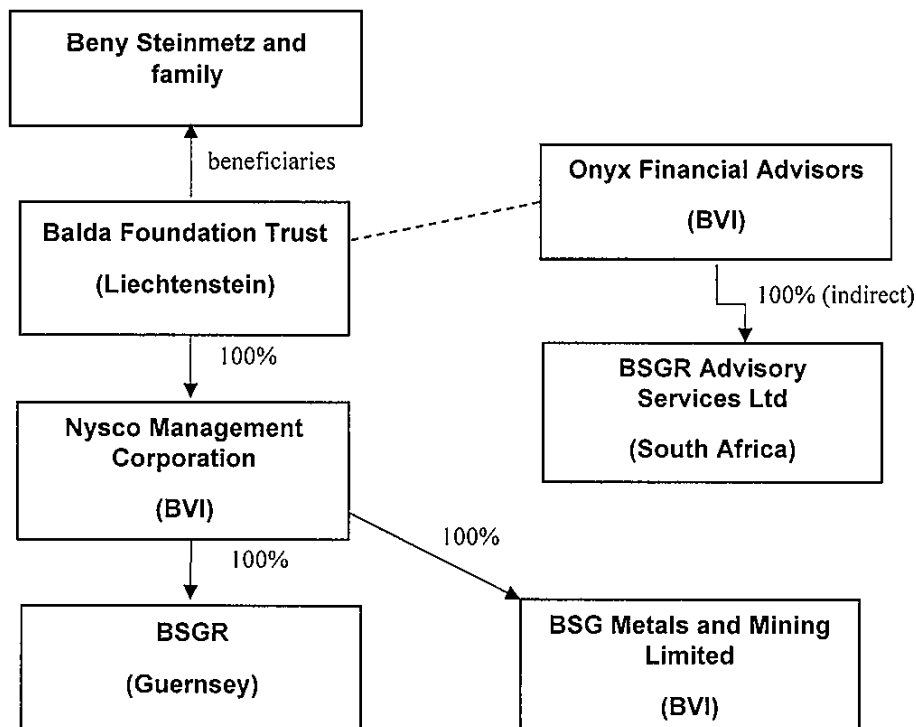 Beny Steinmetz and
family
beneficiaries
Balda Foundation Trust
(Liechtenstein)
Onyx Financial Advisors
(BVI)
100% (indirect)
100%
BSGR Advisory
Services Ltd
(South Africa)
Nysco Management
Corporation
(BVI)
100%
100%
BSGR
(Guernsey)
BSG Metals and Mining
Limited
(BVI)